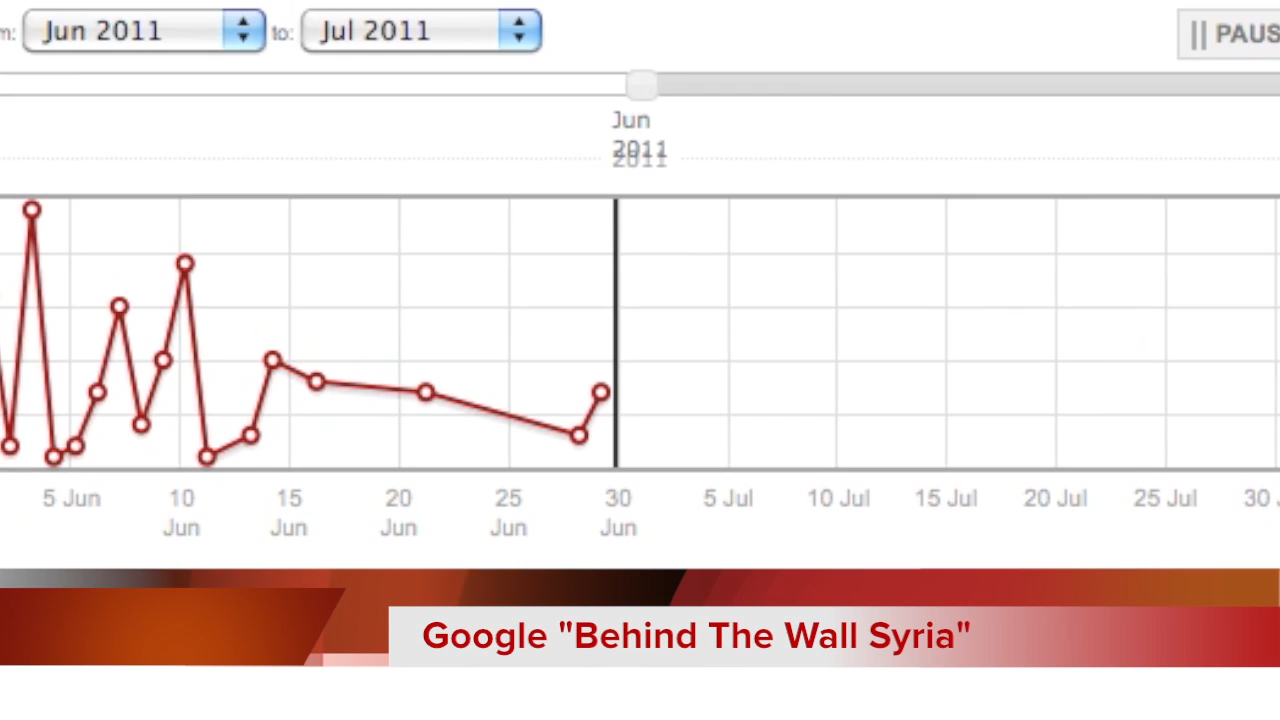 m: Jun 2011 to: Jul 2011 || PAUS
Jun
2011
2011
5 Jun 10 Jun 15 Jun 20 Jun 25 Jun 30 Jun 5 Jul 10 Jul 15 Jul 20 Jul 25 Jul 30 J
Google "Behind The Wall Syria"